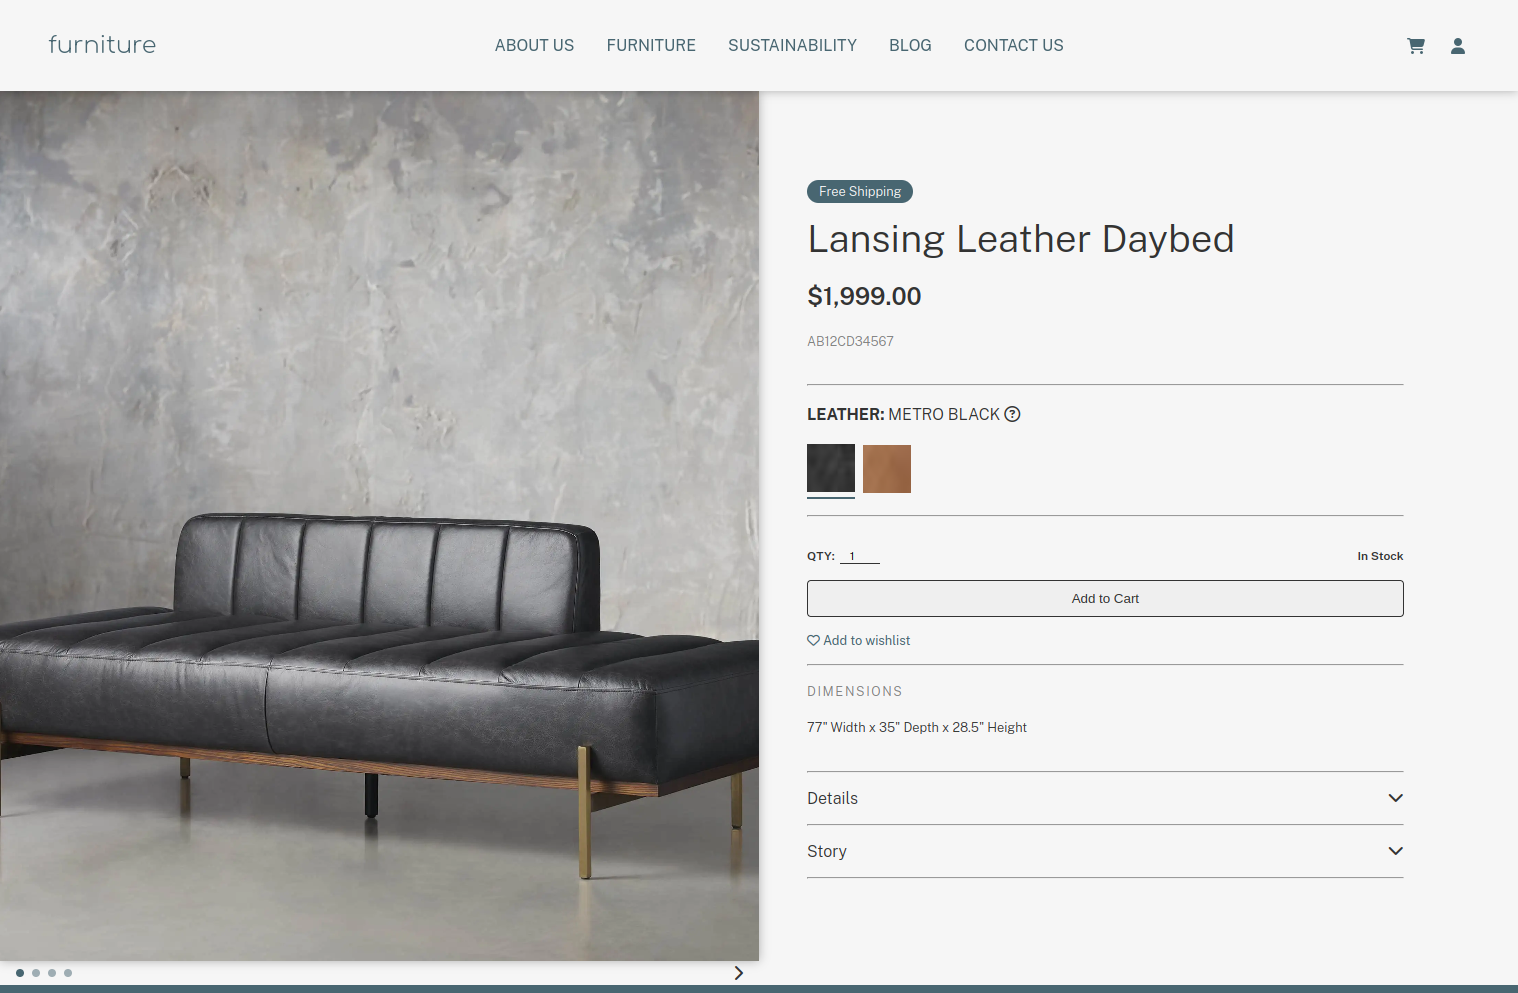 furniture
ABOUT US FURNITURE SUSTAINABILITY BLOG CONTACT US
Free Shipping
Lansing Leather Daybed
$1,999.00
AB12CD34567
LEATHER: METRO BLACK ?
QTY: 1 In Stock
Add to Cart
Add to wishlist
DIMENSIONS
77" Width x 35" Depth x 28.5" Height
Details
Story